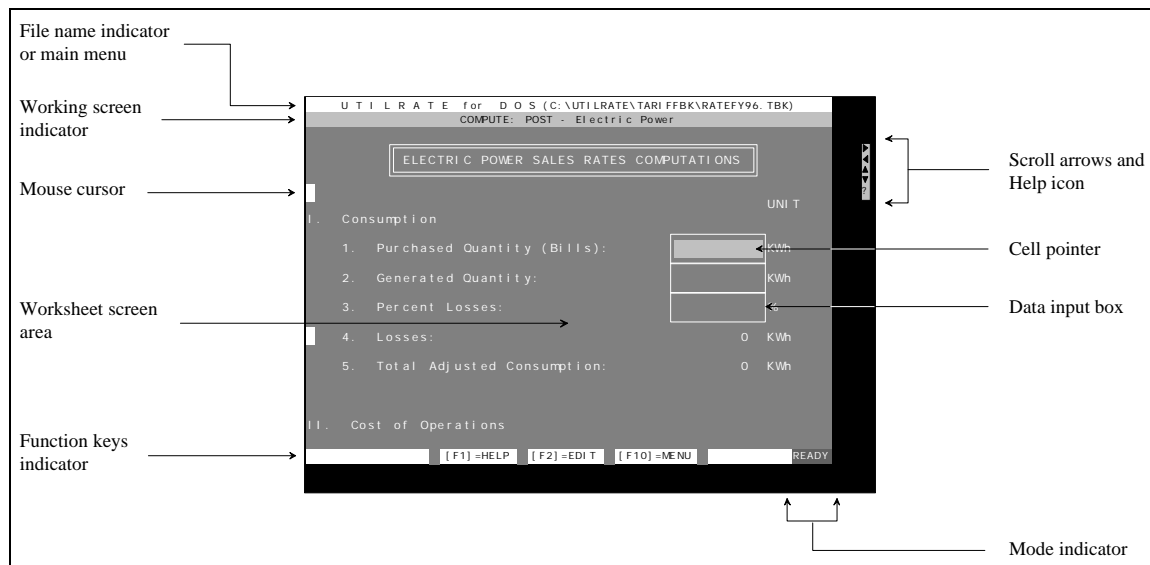 File name indicator
or main menu
Working screen
indicator
Mouse cursor
Worksheet screen
area
Function keys
indicator
UTILRATE for DOS (C:\UTILRATE\TARIFFBK\RATEFY96.TBK)
COMPUTE: POST - Electric Power
ELECTRIC POWER SALES RATES COMPUTATIONS
UNIT
I. Consumption
1. Purchased Quantity (Bills): KWh
2. Generated Quantity: KWh
3. Percent Losses: %
4. Losses: 0 KWh
5. Total Adjusted Consumption: 0 KWh
II. Cost of Operations
[F1]=HELP [F2]=EDIT [F10]=MENU READY
?
Scroll arrows and
Help icon
Cell pointer
Data input box
Mode indicator